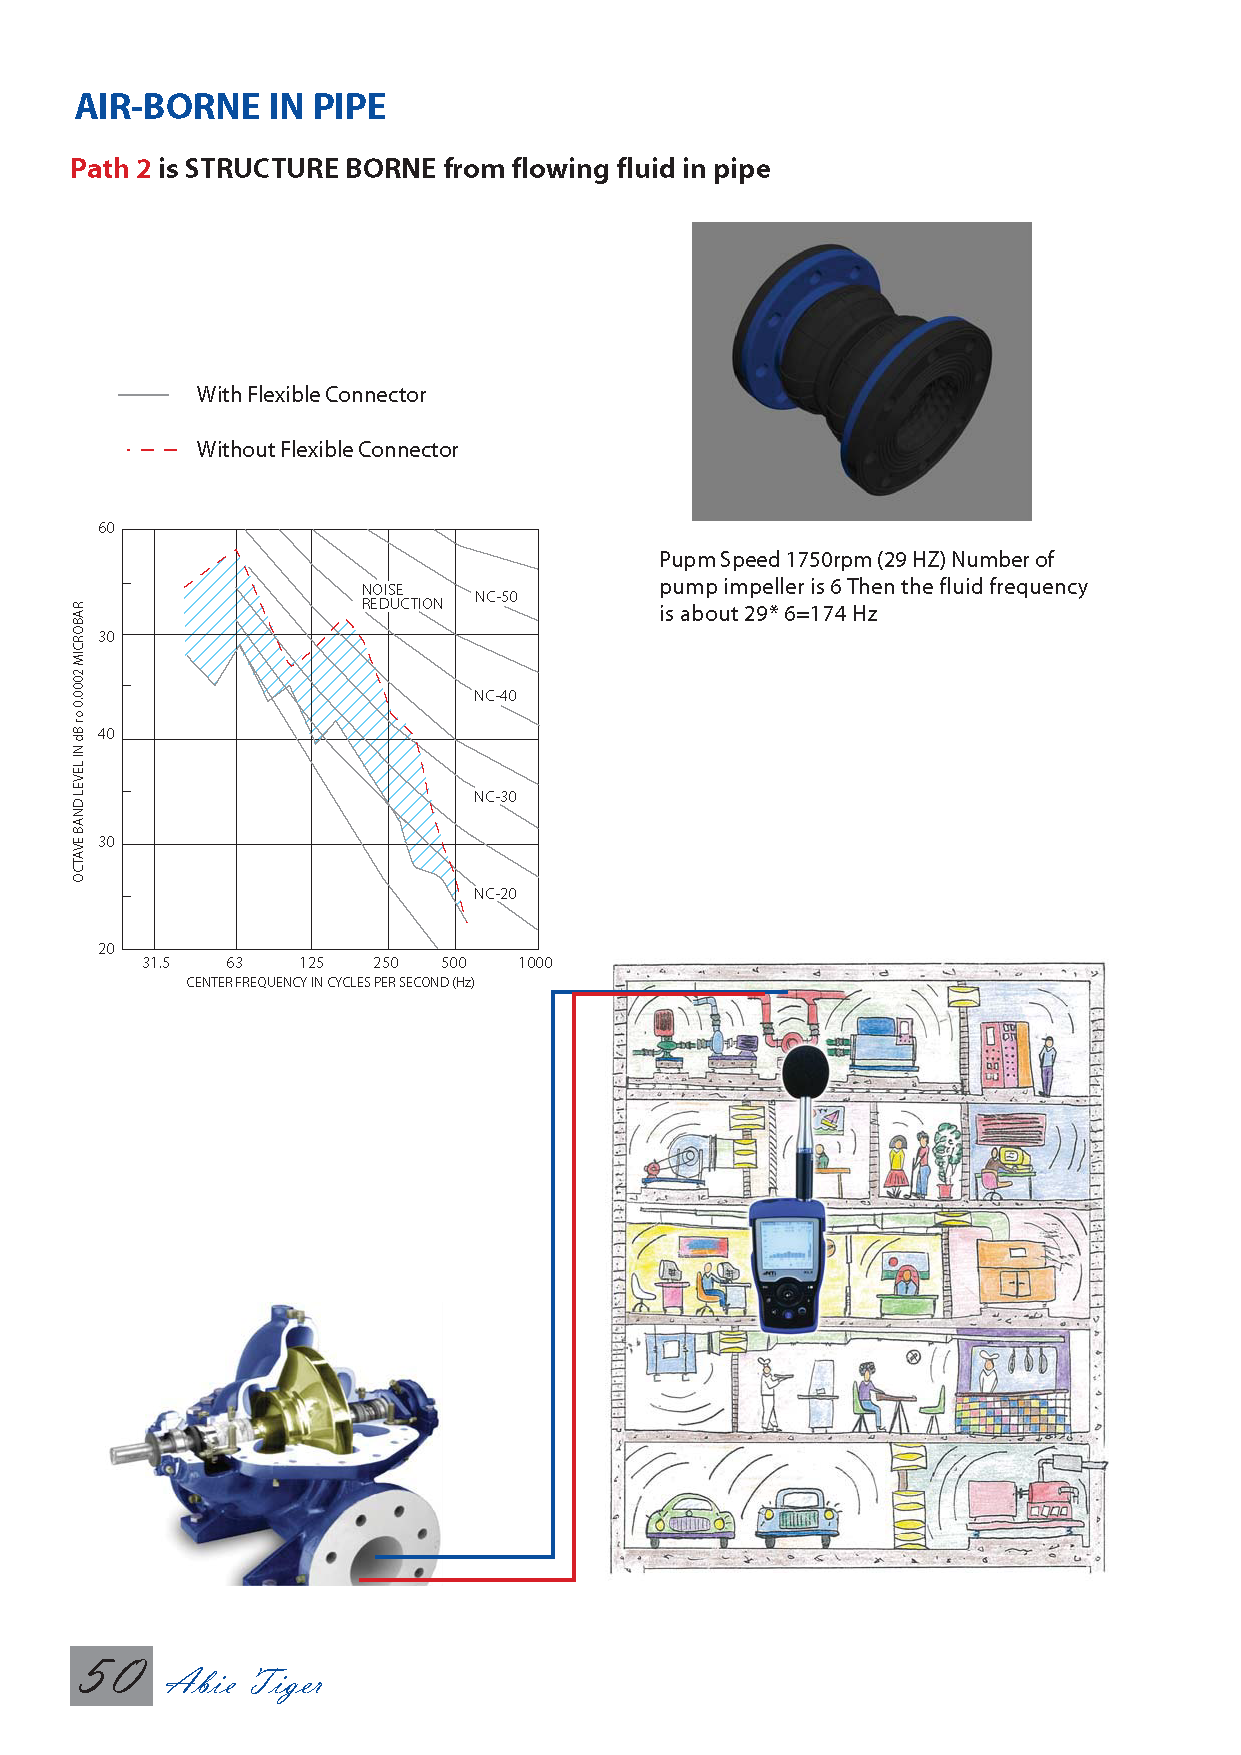 AIR-BORNE IN PIPE
Path 2 is STRUCTURE BORNE from flowing fluid in pipe
With Flexible Connector
Without Flexible Connector
60
30
40
30
20
OCTAVE BAND LEVEL IN dB ro 0.0002 MICROBAR
NOISE
REDUCTION
NC-50
NC-40
NC-30
NC-20
31.5 63 125 250 500 1000
CENTER FREQUENCY IN CYCLES PER SECOND (Hz)
Pupm Speed 1750rpm (29 HZ) Number of
pump impeller is 6 Then the fluid frequency
is about 29* 6=174 Hz
50 Abie Tiger